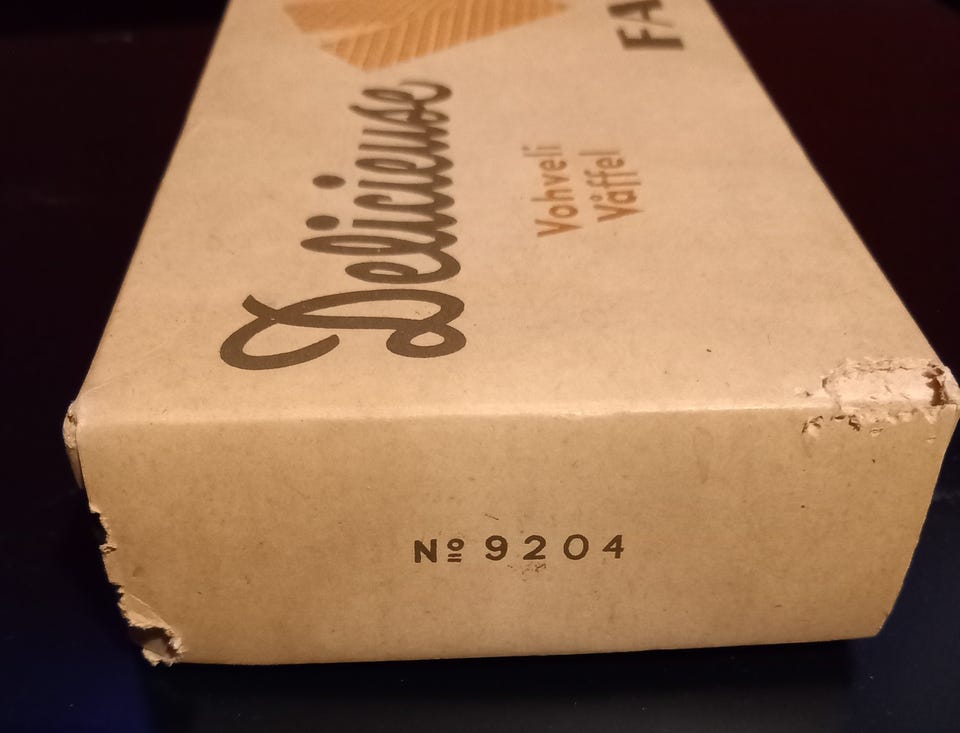 Delicieuse
Vohveli
Våffel
FA
Nº 9204